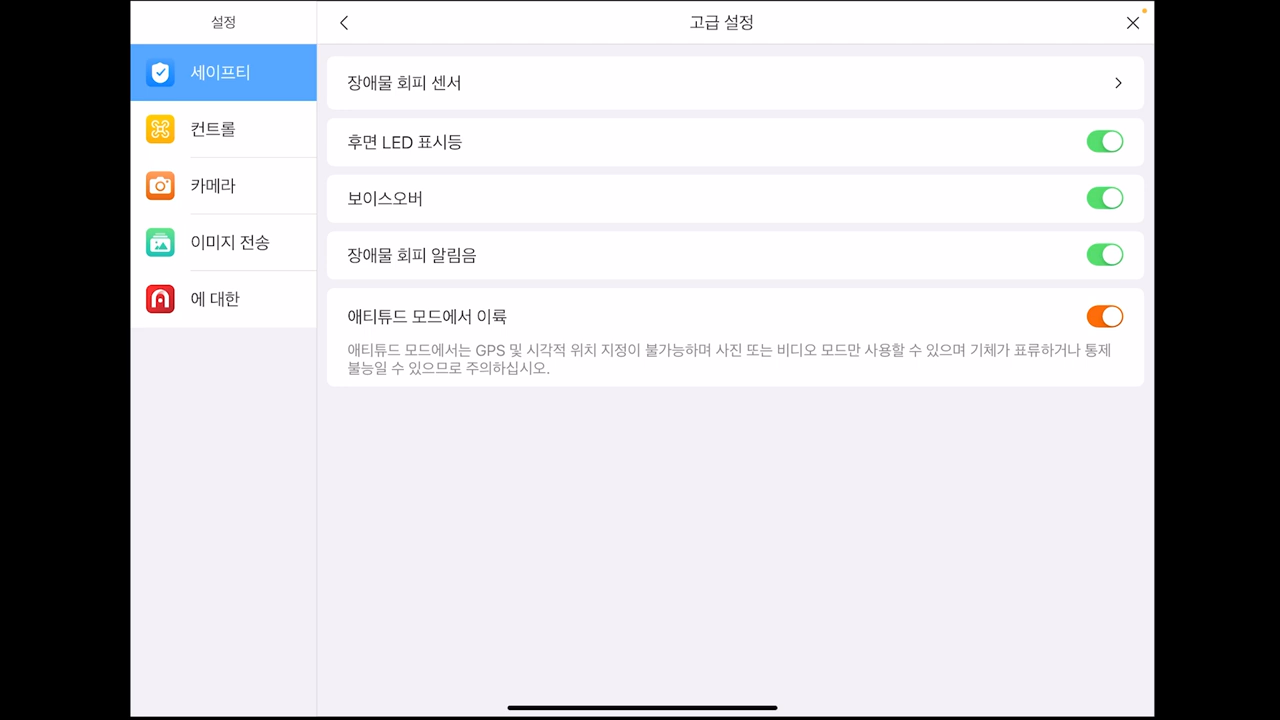 설정
고급 설정
세이프티
컨트롤
카메라
이미지 전송
에 대한
장애물 회피 센서
후면 LED 표시등
보이스오버
장애물 회피 알림음
애티튜드 모드에서 이륙
애티튜드 모드에서는 GPS 및 시각적 위치 지정이 불가능하며 사진 또는 비디오 모드만 사용할 수 있으며 기체가 표류하거나 통제
불능일 수 있으므로 주의하십시오.